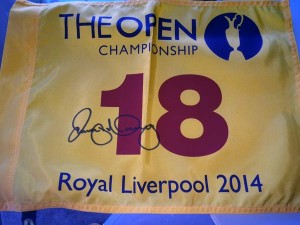 THE OPEN
CHAMPIONSHIP
18
Royal Liverpool 2014